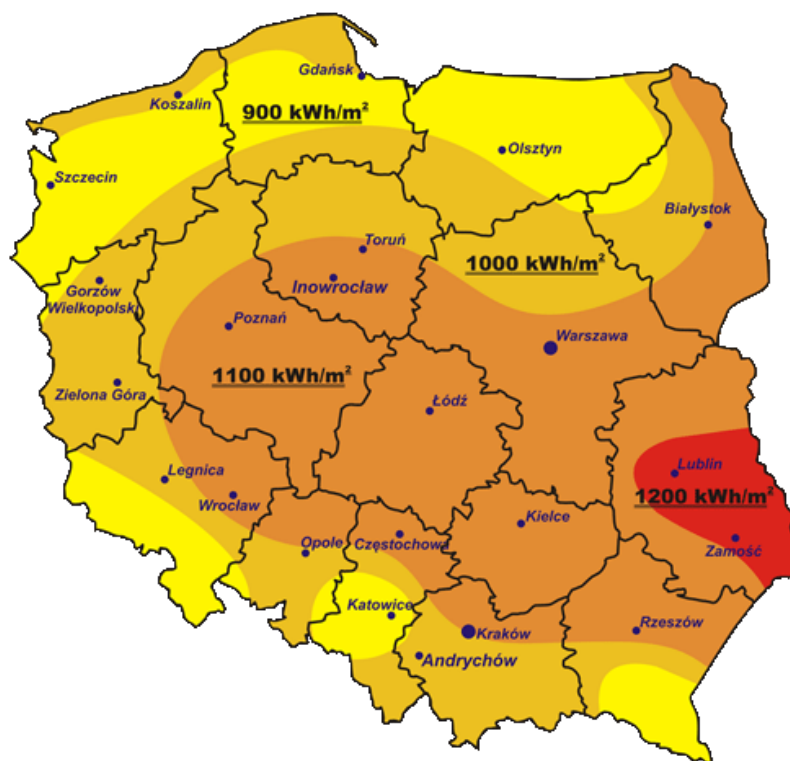 Gdańsk
Koszalin
900 kWh/m²
Olsztyn
Szczecin
Białystok
Toruń
1000 kWh/m²
Inowrocław
Gorzów
Wielkopolski
Poznań
Warszawa
1100 kWh/m²
Zielona Góra
Łódź
Lublin
Legnica
1200 kWh/m²
Wrocław
Kielce
Opole
Częstochowa
Zamość
Katowice
Kraków
Rzeszów
Andrychów